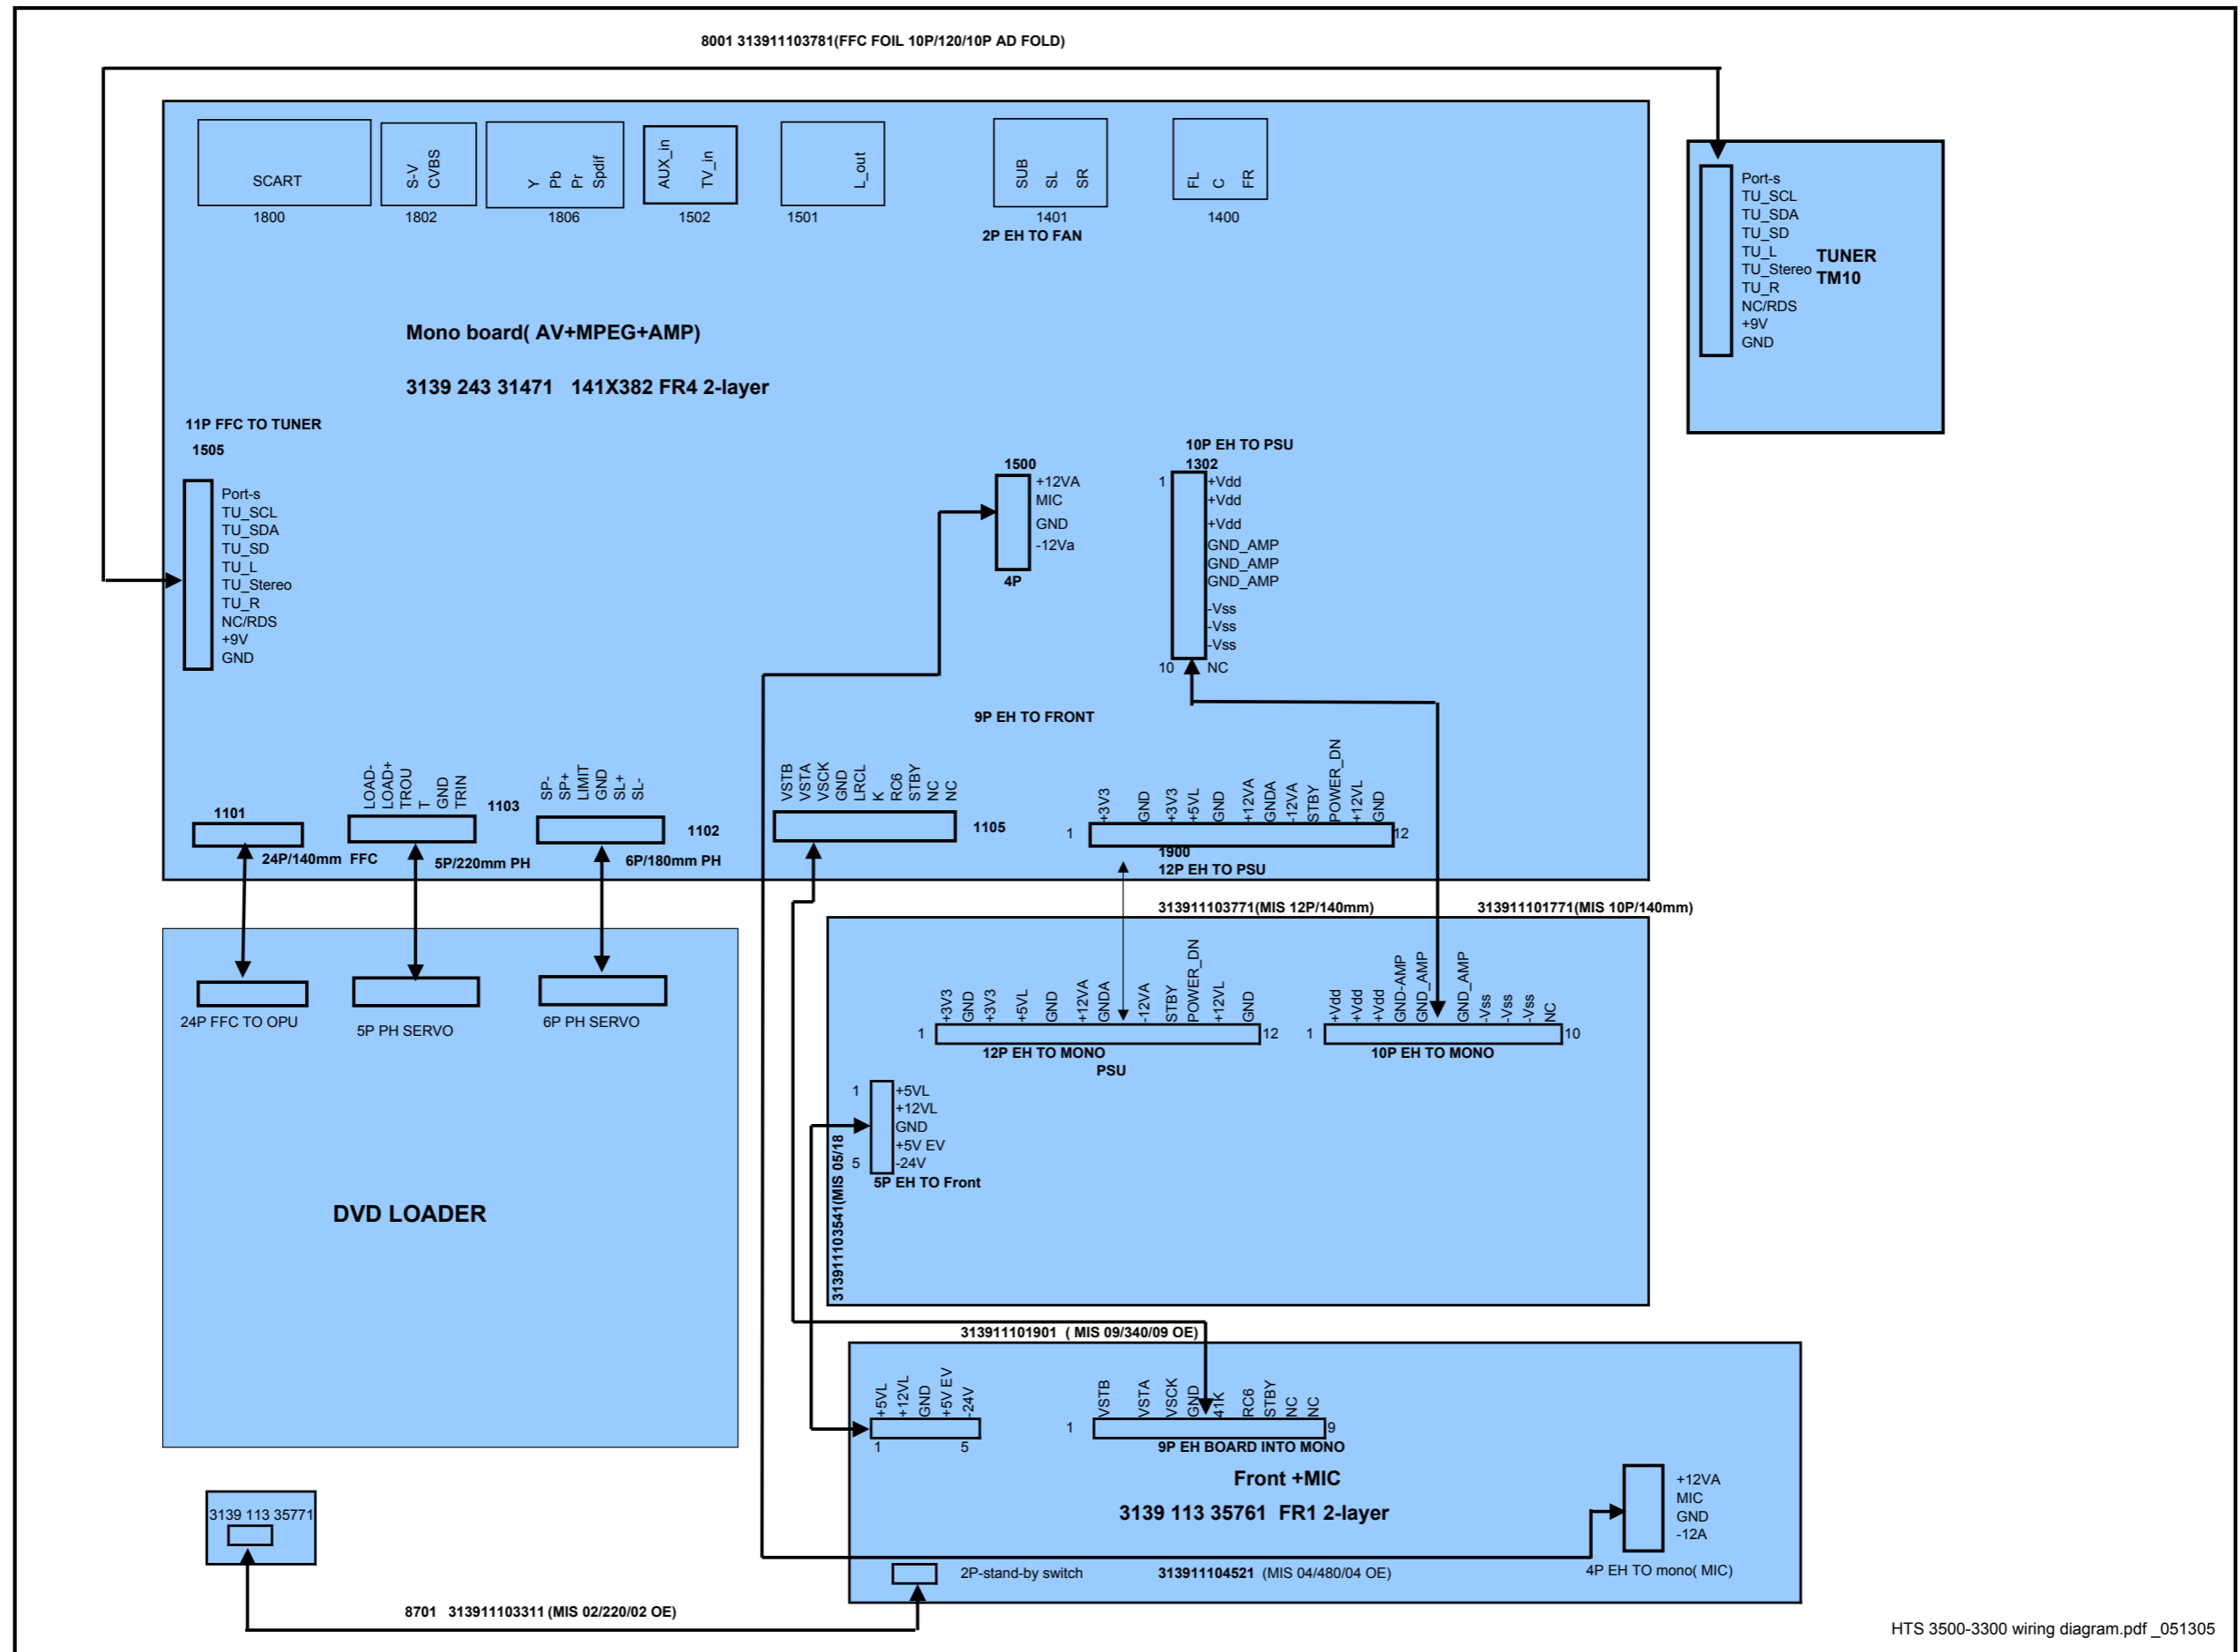 8001 313911103781(FFC FOIL 10P/120/10P AD FOLD)
SCART
1800
S-V
CVBS
1802
Y
Pb
Pr
Spdif
1806
AUX_in
TV_in
1502
L_out
1501
SUB
SL
SR
1401
2P EH TO FAN
FL
C
FR
1400
Port-s
TU_SCL
TU_SDA
TU_SD
TU_L
TU_Stereo
TU_R
NC/RDS
+9V
GND
TUNER
TM10
Mono board( AV+MPEG+AMP)
3139 243 31471 141X382 FR4 2-layer
11P FFC TO TUNER
1505
Port-s
TU_SCL
TU_SDA
TU_SD
TU_L
TU_Stereo
TU_R
NC/RDS
+9V
GND
1500
+12VA
MIC
GND
-12Va
4P
10P EH TO PSU
1302
1
+Vdd
+Vdd
+Vdd
GND_AMP
GND_AMP
GND_AMP
-Vss
-Vss
-Vss
10
NC
9P EH TO FRONT
1101
24P/140mm FFC
LOAD-
LOAD+
TROU
T
GND
TRIN
1103
5P/220mm PH
SP-
SP+
LIMIT
GND
SL+
SL-
1102
6P/180mm PH
VSTB
VSTA
VSCK
GND
LRCL
K
RC6
STBY
NC
NC
1105
+3V3
GND
+3V3
+5VL
GND
+12VA
GNDA
-12VA
STBY
POWER_DN
+12VL
GND
1
12
1900
12P EH TO PSU
313911103771(MIS 12P/140mm)
313911101771(MIS 10P/140mm)
24P FFC TO OPU
5P PH SERVO
6P PH SERVO
DVD LOADER
+3V3
GND
+3V3
+5VL
GND
+12VA
GNDA
-12VA
STBY
POWER_DN
+12VL
GND
1
12
12P EH TO MONO
PSU
+Vdd
+Vdd
+Vdd
GND-AMP
GND_AMP
GND_AMP
-Vss
-Vss
-Vss
NC
1
10
10P EH TO MONO
1
+5VL
+12VL
GND
+5V EV
5
-24V
5P EH TO Front
313911103541(MIS 05/18
313911101901 ( MIS 09/340/09 OE)
+5VL
+12VL
GND
+5V EV
-24V
1
5
VSTB
VSTA
VSCK
GND
41K
RC6
STBY
NC
NC
1
9
9P EH BOARD INTO MONO
Front +MIC
3139 113 35761 FR1 2-layer
+12VA
MIC
GND
-12A
4P EH TO mono( MIC)
2P-stand-by switch
313911104521 (MIS 04/480/04 OE)
3139 113 35771
8701 313911103311 (MIS 02/220/02 OE)
HTS 3500-3300 wiring diagram.pdf _051305